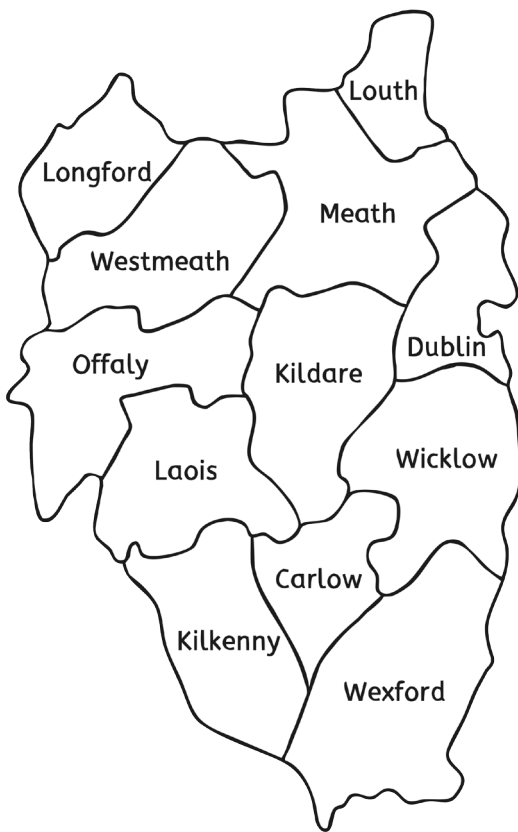 Louth
Longford
Meath
Westmeath
Dublin
Offaly
Kildare
Wicklow
Laois
Carlow
Kilkenny
Wexford